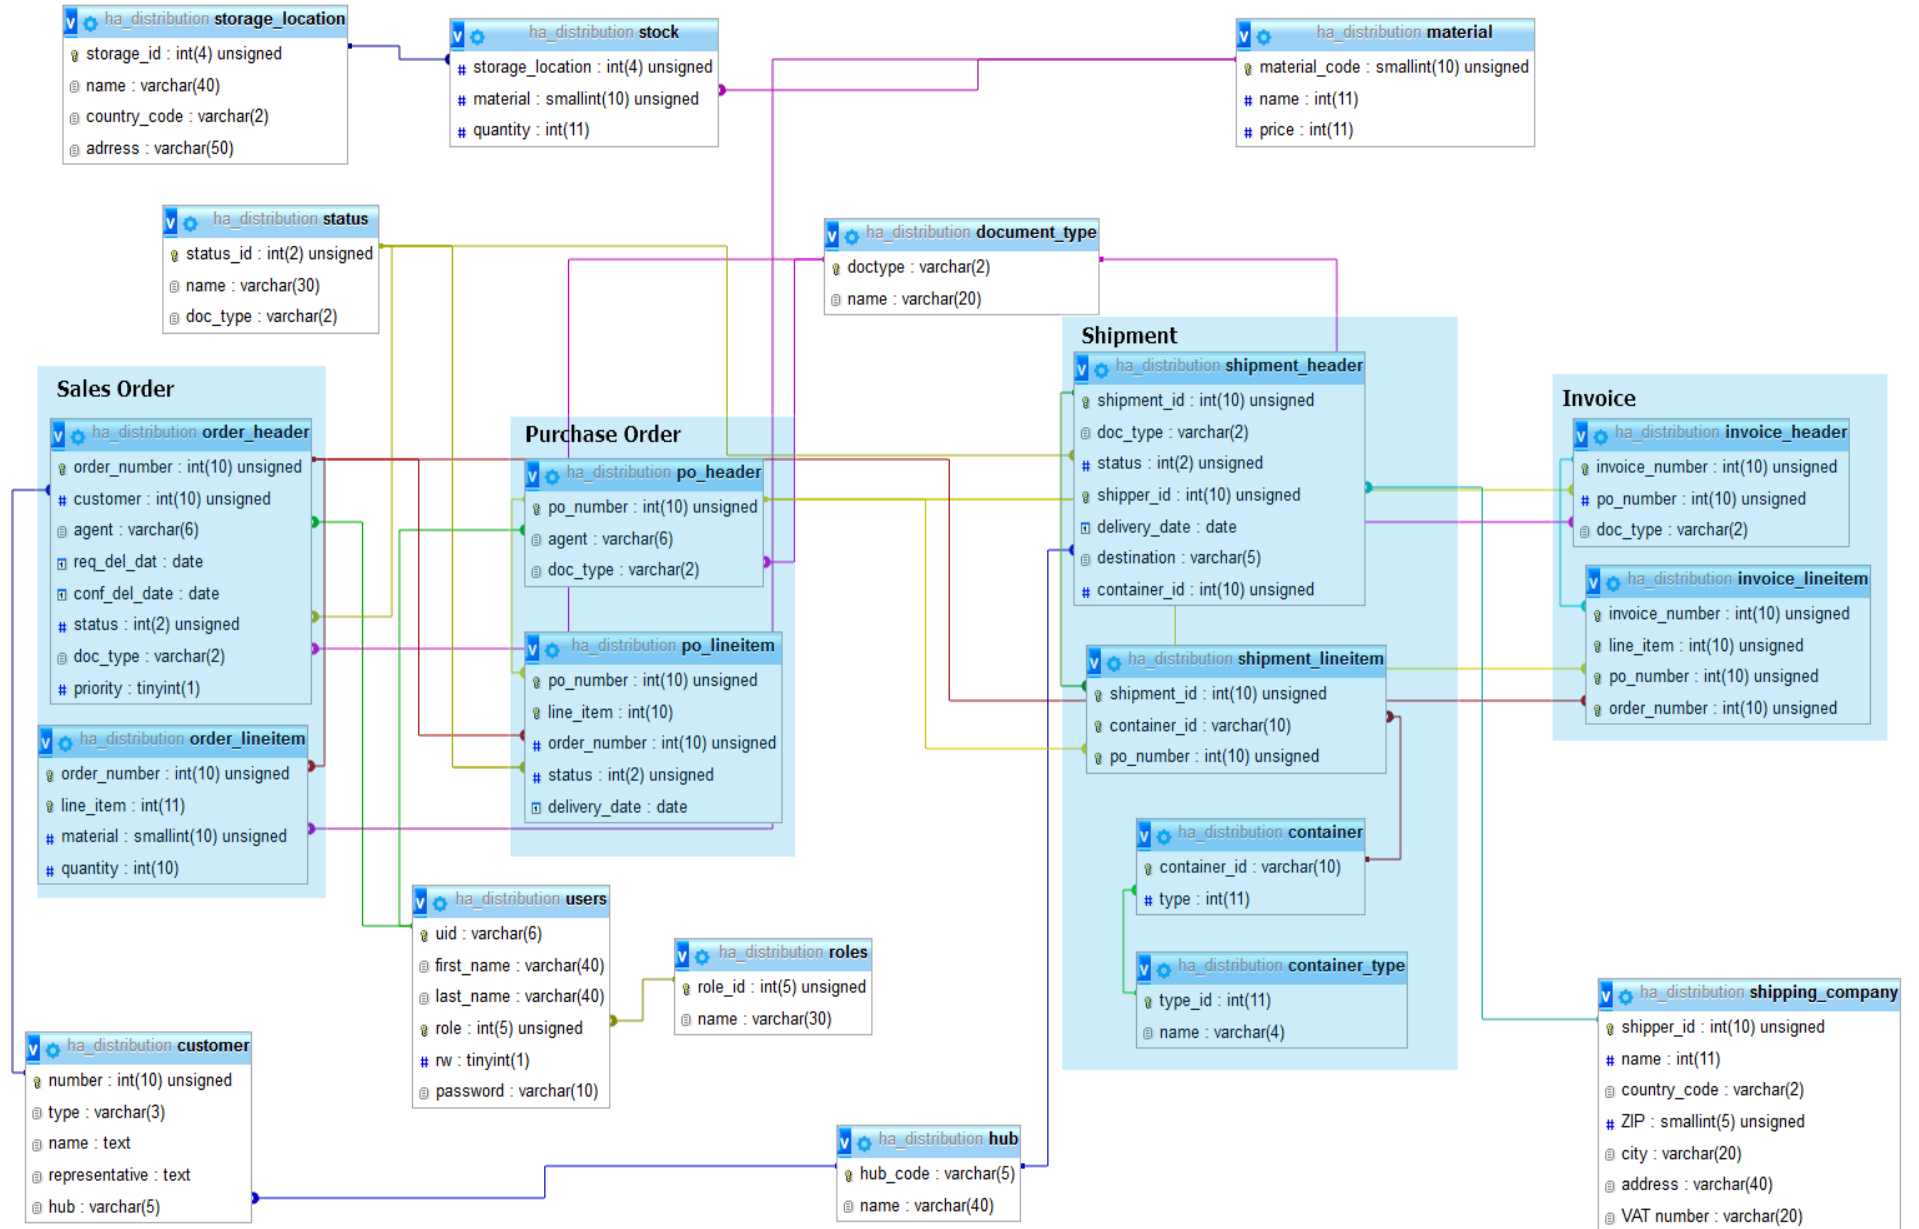 ha_distribution storage_location
storage_id : int(4) unsigned
name : varchar(40)
country_code : varchar(2)
adrress : varchar(50)
v ha_distribution stock
# storage_location : int(4) unsigned
# material : smallint(10) unsigned
# quantity : int(11)
v ha_distribution material
material_code : smallint(10) unsigned
# name : int(11)
# price : int(11)
v ha_distribution status
status_id : int(2) unsigned
name : varchar(30)
doc_type : varchar(2)
v ha_distribution document_type
doctype : varchar(2)
name : varchar(20)
Sales Order
v ha_distribution order_header
order_number : int(10) unsigned
# customer : int(10) unsigned
agent : varchar(6)
req_del_dat : date
conf_del_date : date
# status : int(2) unsigned
doc_type : varchar(2)
# priority : tinyint(1)
v ha_distribution order_lineitem
order_number : int(10) unsigned
line_item : int(11)
# material : smallint(10) unsigned
# quantity : int(10)
Purchase Order
v ha_distribution po_header
po_number : int(10) unsigned
agent : varchar(6)
doc_type : varchar(2)
v ha_distribution po_lineitem
po_number : int(10) unsigned
line_item : int(10)
# order_number : int(10) unsigned
# status : int(2) unsigned
delivery_date : date
Shipment
v ha_distribution shipment_header
shipment_id : int(10) unsigned
doc_type : varchar(2)
# status : int(2) unsigned
shipper_id : int(10) unsigned
delivery_date : date
destination : varchar(5)
# container_id : int(10) unsigned
v ha_distribution shipment_lineitem
shipment_id : int(10) unsigned
container_id : varchar(10)
po_number : int(10) unsigned
v ha_distribution container
container_id : varchar(10)
# type : int(11)
v ha_distribution container_type
type_id : int(11)
name : varchar(4)
Invoice
v ha_distribution invoice_header
invoice_number : int(10) unsigned
# po_number : int(10) unsigned
doc_type : varchar(2)
v ha_distribution invoice_lineitem
invoice_number : int(10) unsigned
line_item : int(10) unsigned
po_number : int(10) unsigned
order_number : int(10) unsigned
v ha_distribution users
uid : varchar(6)
first_name : varchar(40)
last_name : varchar(40)
role : int(5) unsigned
# rw : tinyint(1)
password : varchar(10)
v ha_distribution roles
role_id : int(5) unsigned
name : varchar(30)
v ha_distribution customer
number : int(10) unsigned
type : varchar(3)
name : text
representative : text
hub : varchar(5)
v ha_distribution hub
hub_code : varchar(5)
name : varchar(40)
v ha_distribution shipping_company
shipper_id : int(10) unsigned
# name : int(11)
country_code : varchar(2)
# ZIP : smallint(5) unsigned
city : varchar(20)
address : varchar(40)
VAT number : varchar(20)